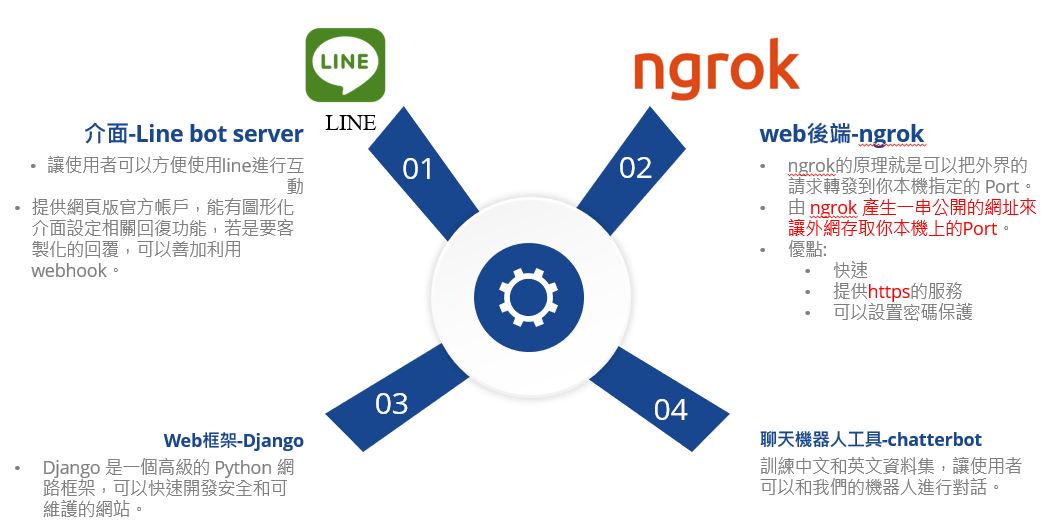 LINE
LINE
ngrok
01
02
介面-Line bot server
• 讓使用者可以方便使用line進行互
動
• 提供網頁版官方帳戶，能有圖形化
介面設定相關回復功能，若是要客
製化的回覆，可以善加利用
webhook。
web後端-ngrok
• ngrok的原理就是可以把外界的
請求轉發到你本機指定的 Port。
• 由 ngrok 產生一串公開的網址來
讓外網存取你本機上的Port。
• 優點:
• 快速
• 提供https的服務
• 可以設置密碼保護
03
04
Web框架-Django
• Django 是一個高級的 Python 網
路框架，可以快速開發安全和可
維護的網站。
聊天機器人工具-chatterbot
訓練中文和英文資料集，讓使用者
可以和我們的機器人進行對話。